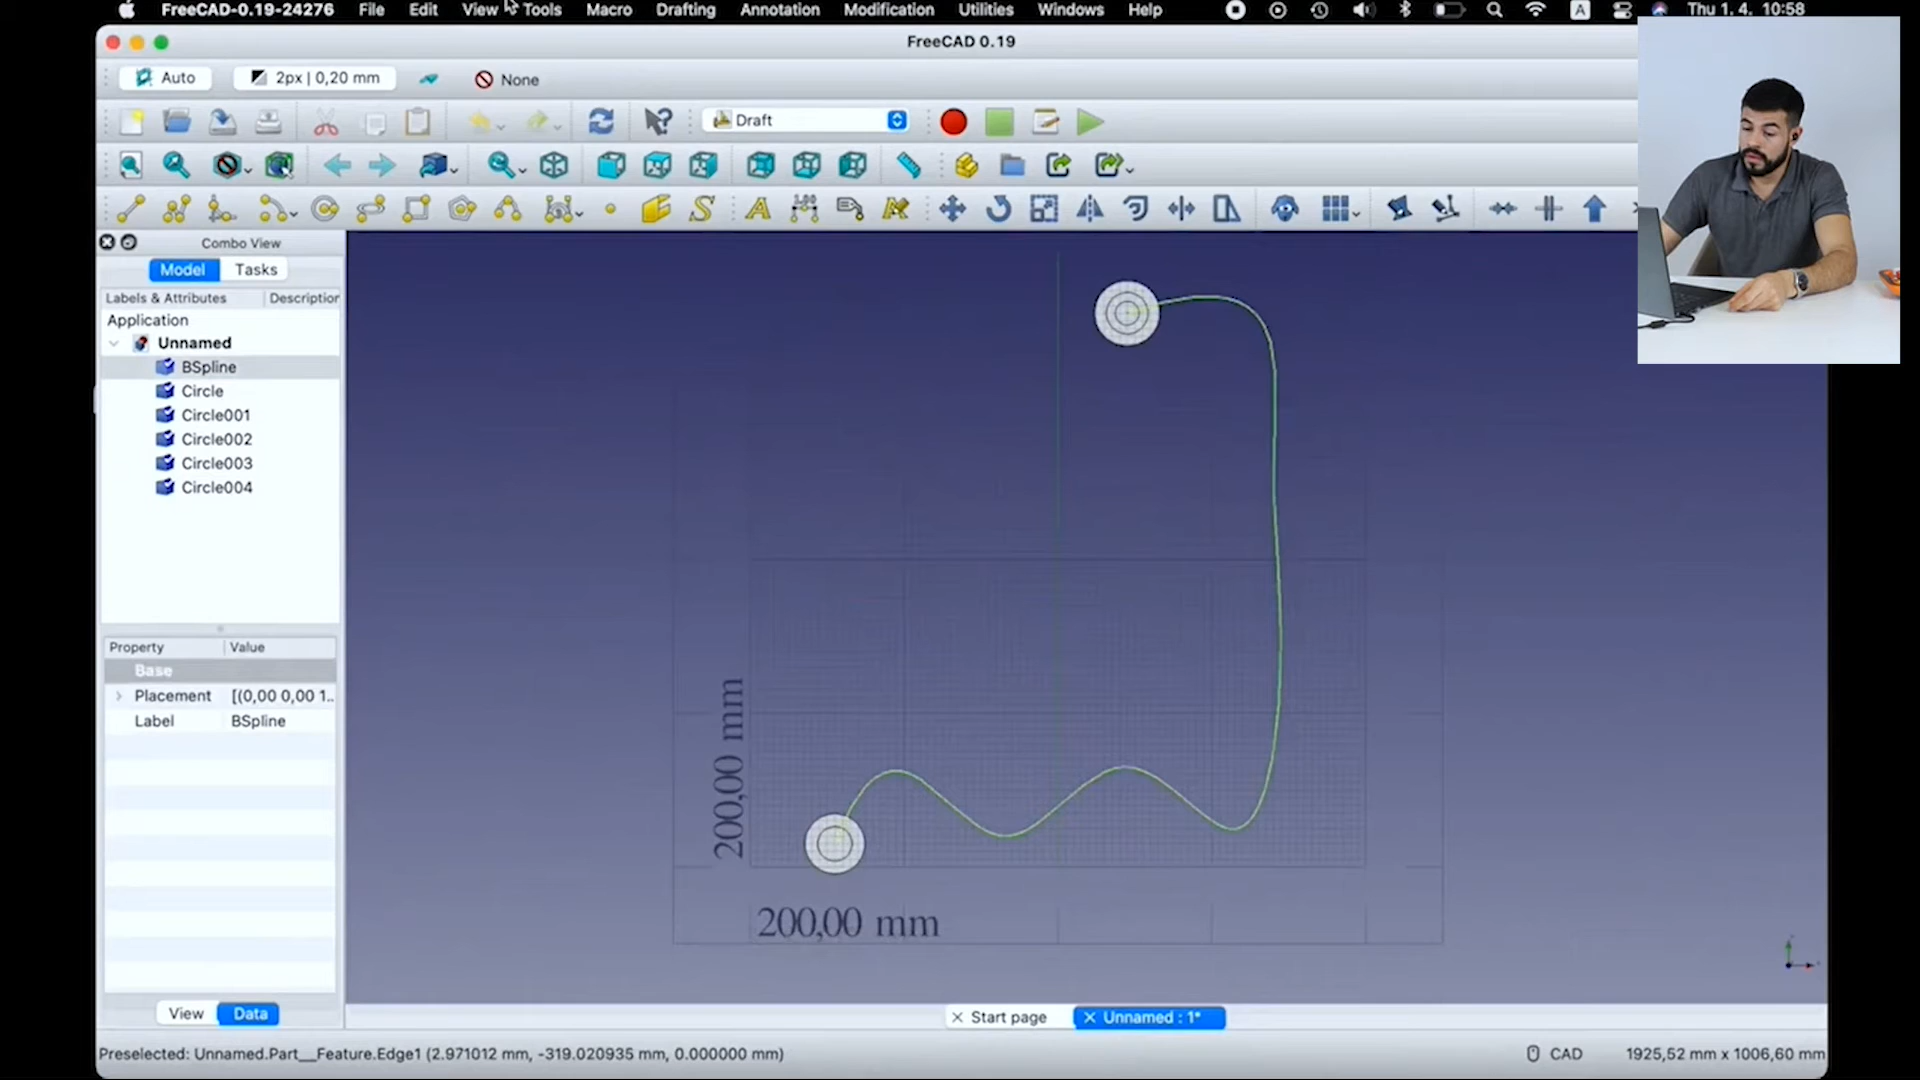 FreeCAD-0.19-24276 File Edit View Tools Macro Drafting Annotation Modification Utilities Windows Help A Thu 1. 4. 10:58
FreeCAD 0.19
Auto 2px | 0,20 mm None
Draft
Combo View
Model Tasks
Labels & Attributes Description
Application
Unnamed
BSpline
Circle
Circle001
Circle002
Circle003
Circle004
Property Value
Base
Placement [(0,00 0,00 1..
Label BSpline
200,00 mm
200,00 mm
View Data
Start page Unnamed : 1*
Preselected: Unnamed.Part__Feature.Edge1 (2.971012 mm, -319.020935 mm, 0.000000 mm) CAD 1925,52 mm x 1006,60 mm